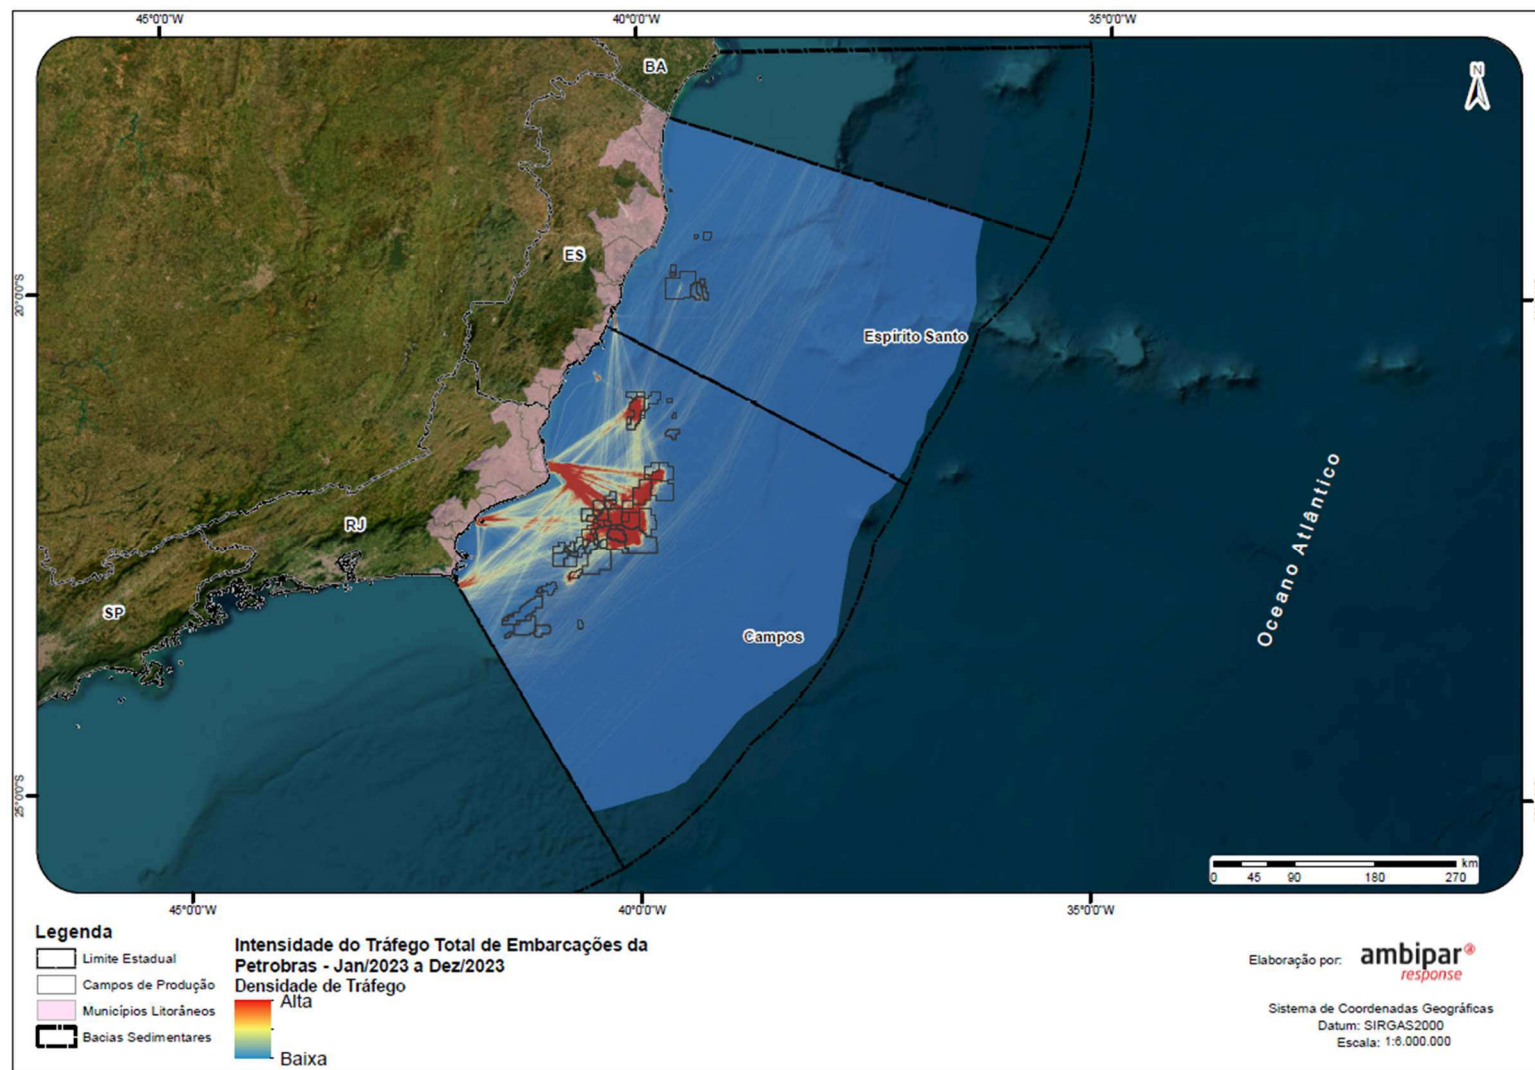 45°0'0"W 40°0'0"W 35°0'0"W
BA
N
ES
20°0'0"S
Espírito Santo
Oceano Atlântico
RJ
SP
Campos
25°0'0"S
km
0 45 90 180 270
45°0'0"W 40°0'0"W 35°0'0"W
Legenda
Limite Estadual
Campos de Produção
Municípios Litorâneos
Bacias Sedimentares
Intensidade do Tráfego Total de Embarcações da
Petrobras - Jan/2023 a Dez/2023
Densidade de Tráfego
Alta
Baixa
Elaboração por:
ambipar
response
Sistema de Coordenadas Geográficas
Datum: SIRGAS2000
Escala: 1:6.000.000